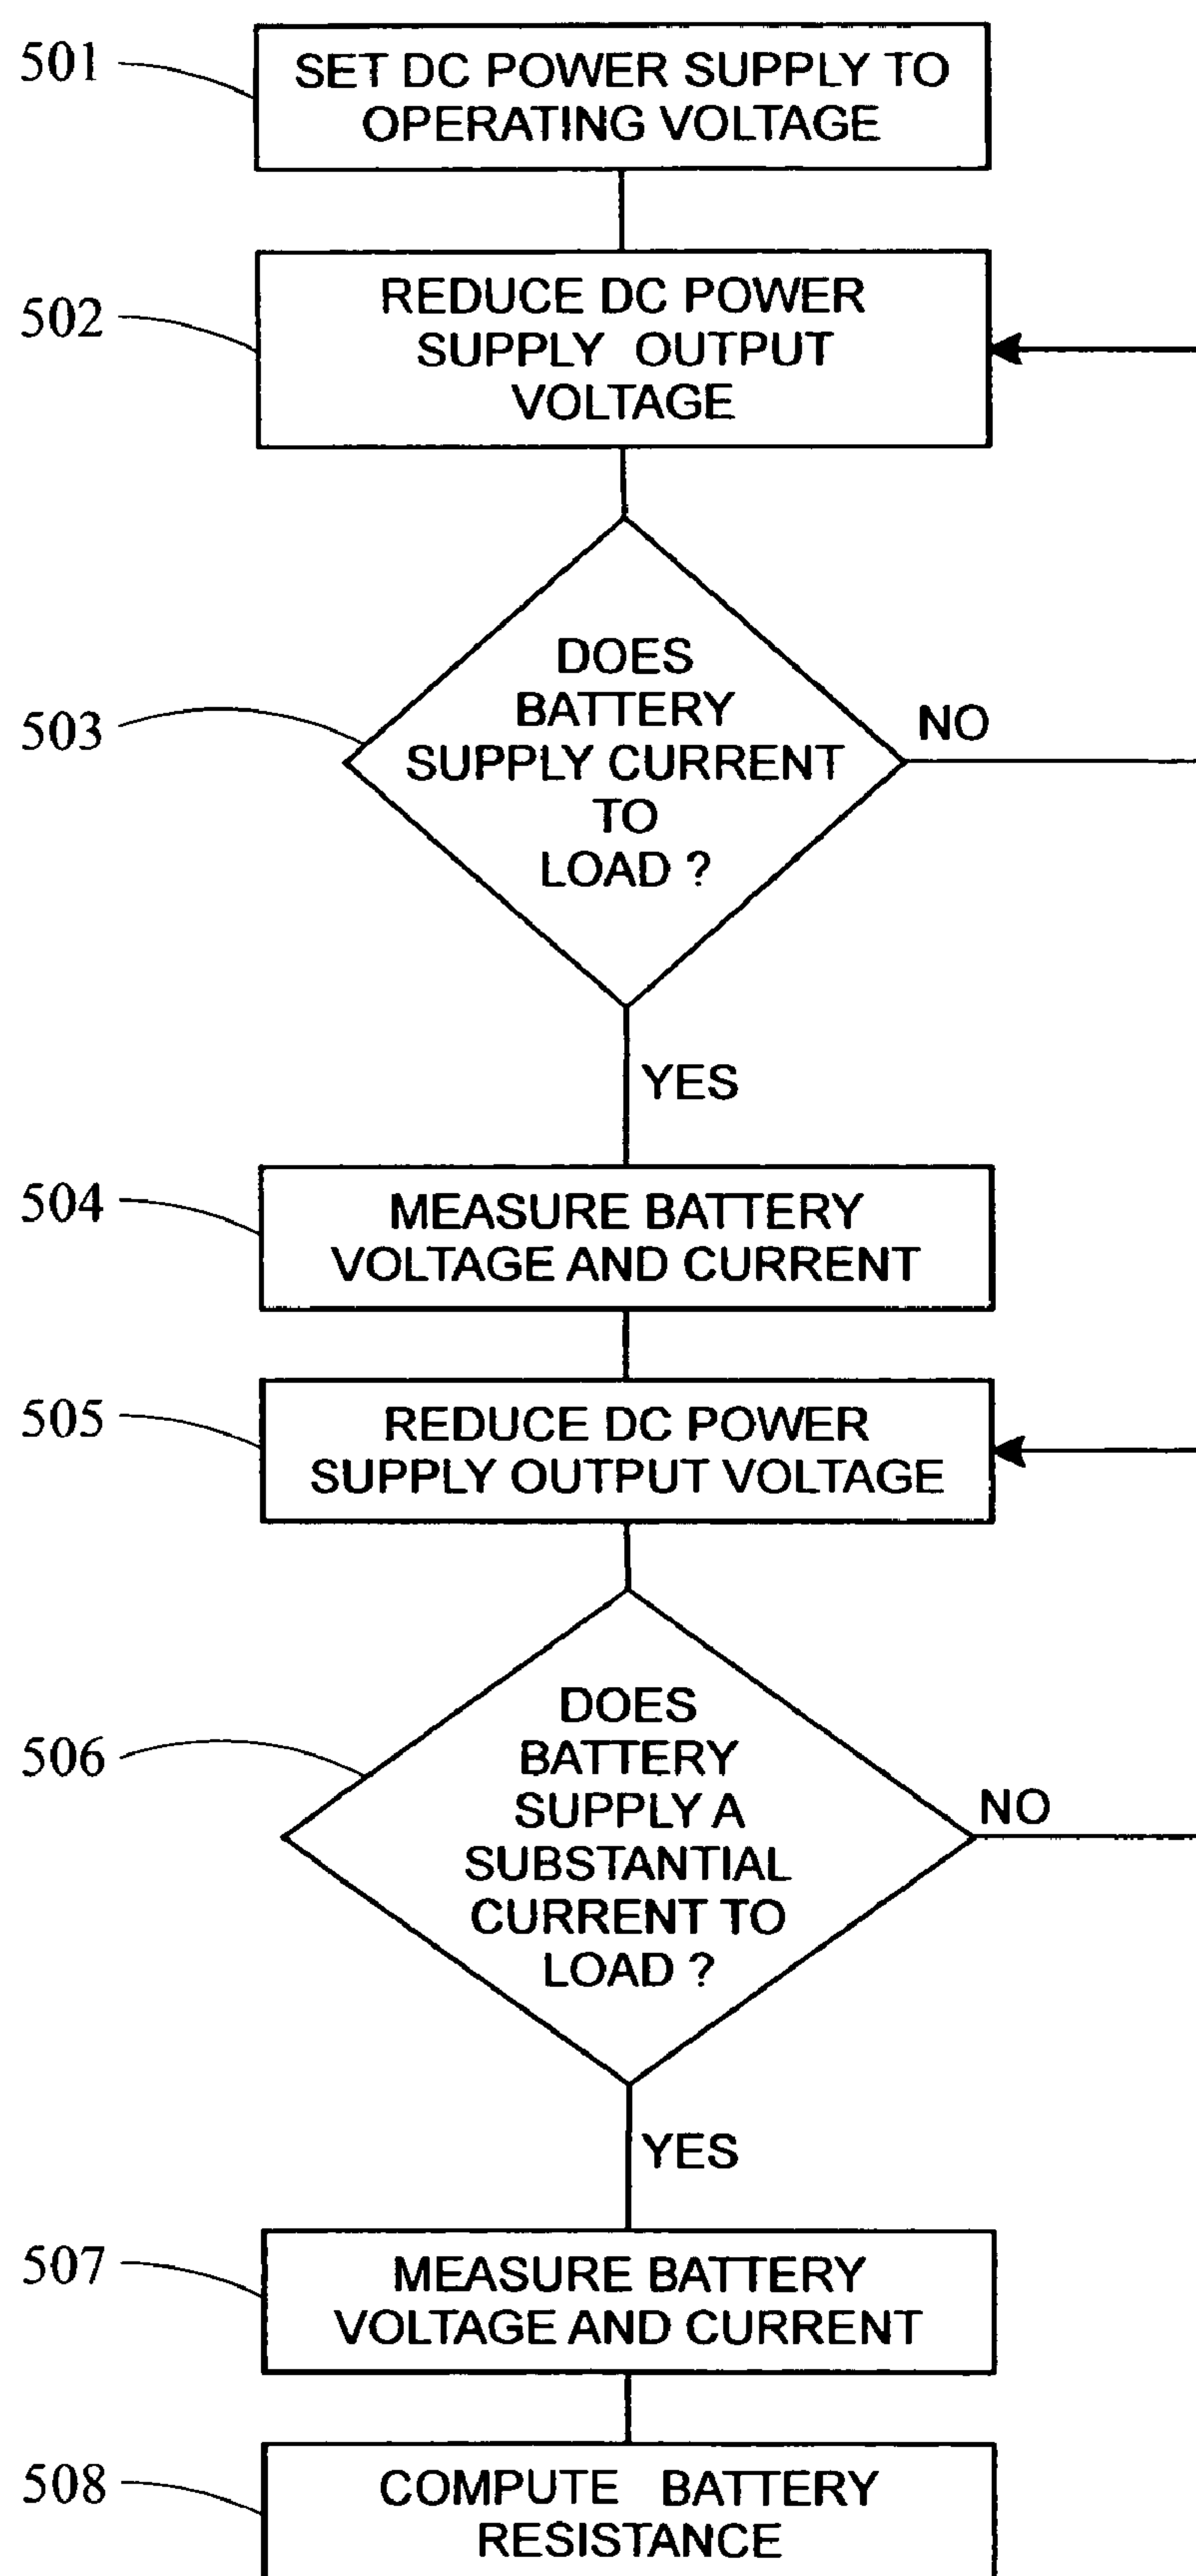 501
SET DC POWER SUPPLY TO
OPERATING VOLTAGE
502
REDUCE DC POWER
SUPPLY OUTPUT
VOLTAGE
503
DOES
BATTERY
SUPPLY CURRENT
TO
LOAD ?
NO
YES
504
MEASURE BATTERY
VOLTAGE AND CURRENT
505
REDUCE DC POWER
SUPPLY OUTPUT VOLTAGE
506
DOES
BATTERY
SUPPLY A
SUBSTANTIAL
CURRENT TO
LOAD ?
NO
YES
507
MEASURE BATTERY
VOLTAGE AND CURRENT
508
COMPUTE BATTERY
RESISTANCE